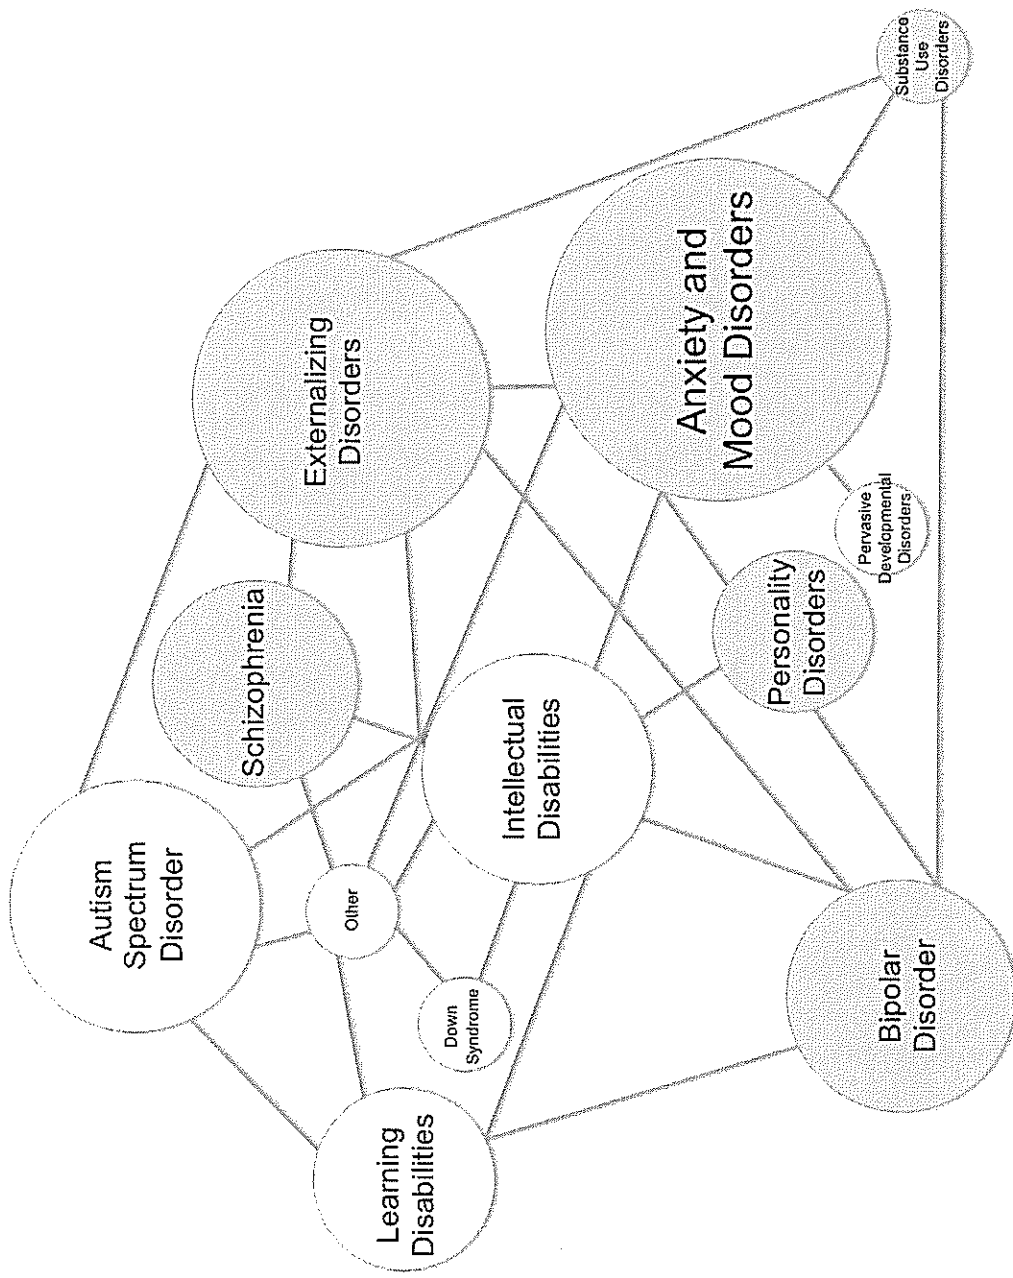 Substance
Use
Disorders
Externalizing
Disorders
Anxiety and
Mood Disorders
Schizophrenia
Pervasive
Developmental
Disorders
Personality
Disorders
Autism
Spectrum
Disorder
Other
Intellectual
Disabilities
Down
Syndrome
Learning
Disabilities
Bipolar
Disorder